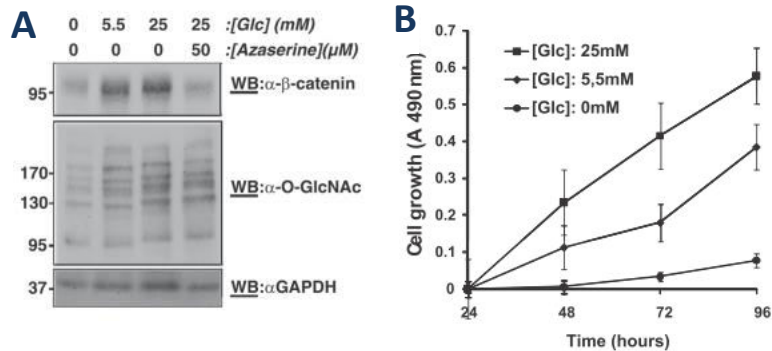 A
0 5.5 25 25 :[Glc] (mM)
0 0 0 50 :[Azaserine](µM)
95
WB:α-β-catenin
170
130
95
WB:α-O-GlcNAc
37
WB:αGAPDH
B
0.7
0.6
0.5
0.4
0.3
0.2
0.1
0
Cell growth (A 490 nm)
[Glc]: 25mM
[Glc]: 5,5mM
[Glc]: 0mM
24 48 72 96
Time (hours)